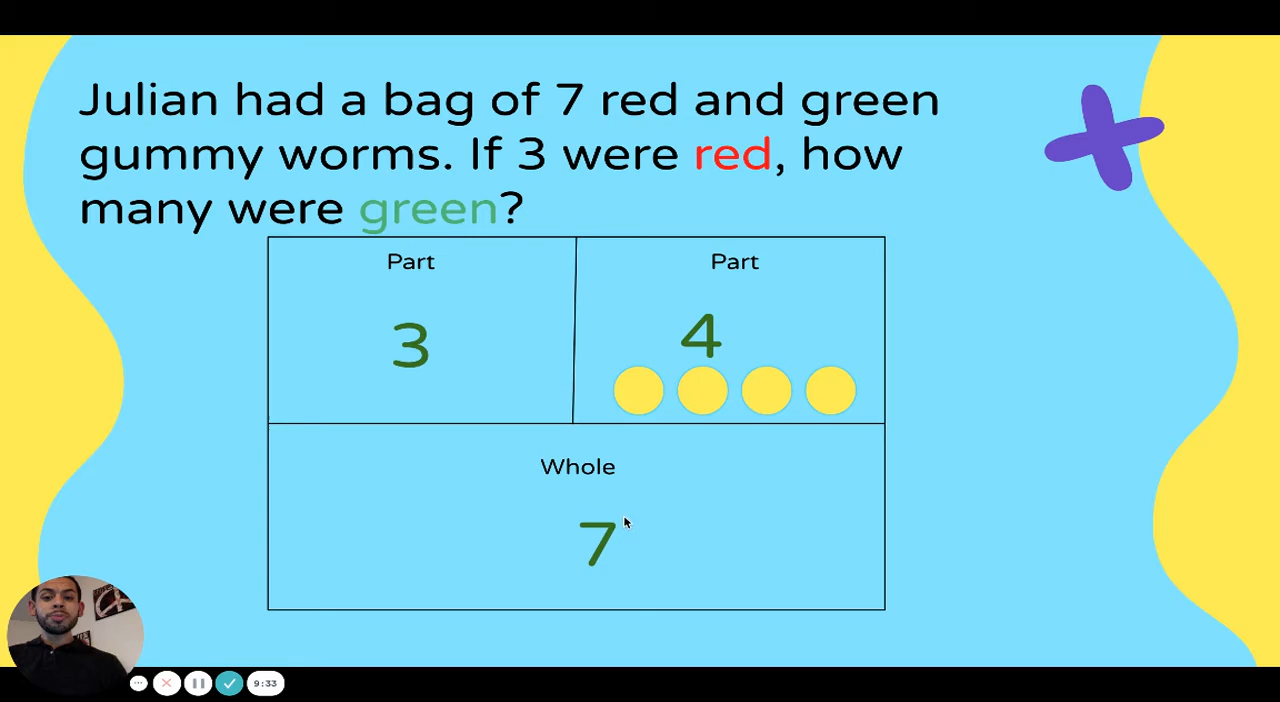 Julian had a bag of 7 red and green
gummy worms. If 3 were red, how
many were green?
Part
Part
3
4
Whole
7
9:33